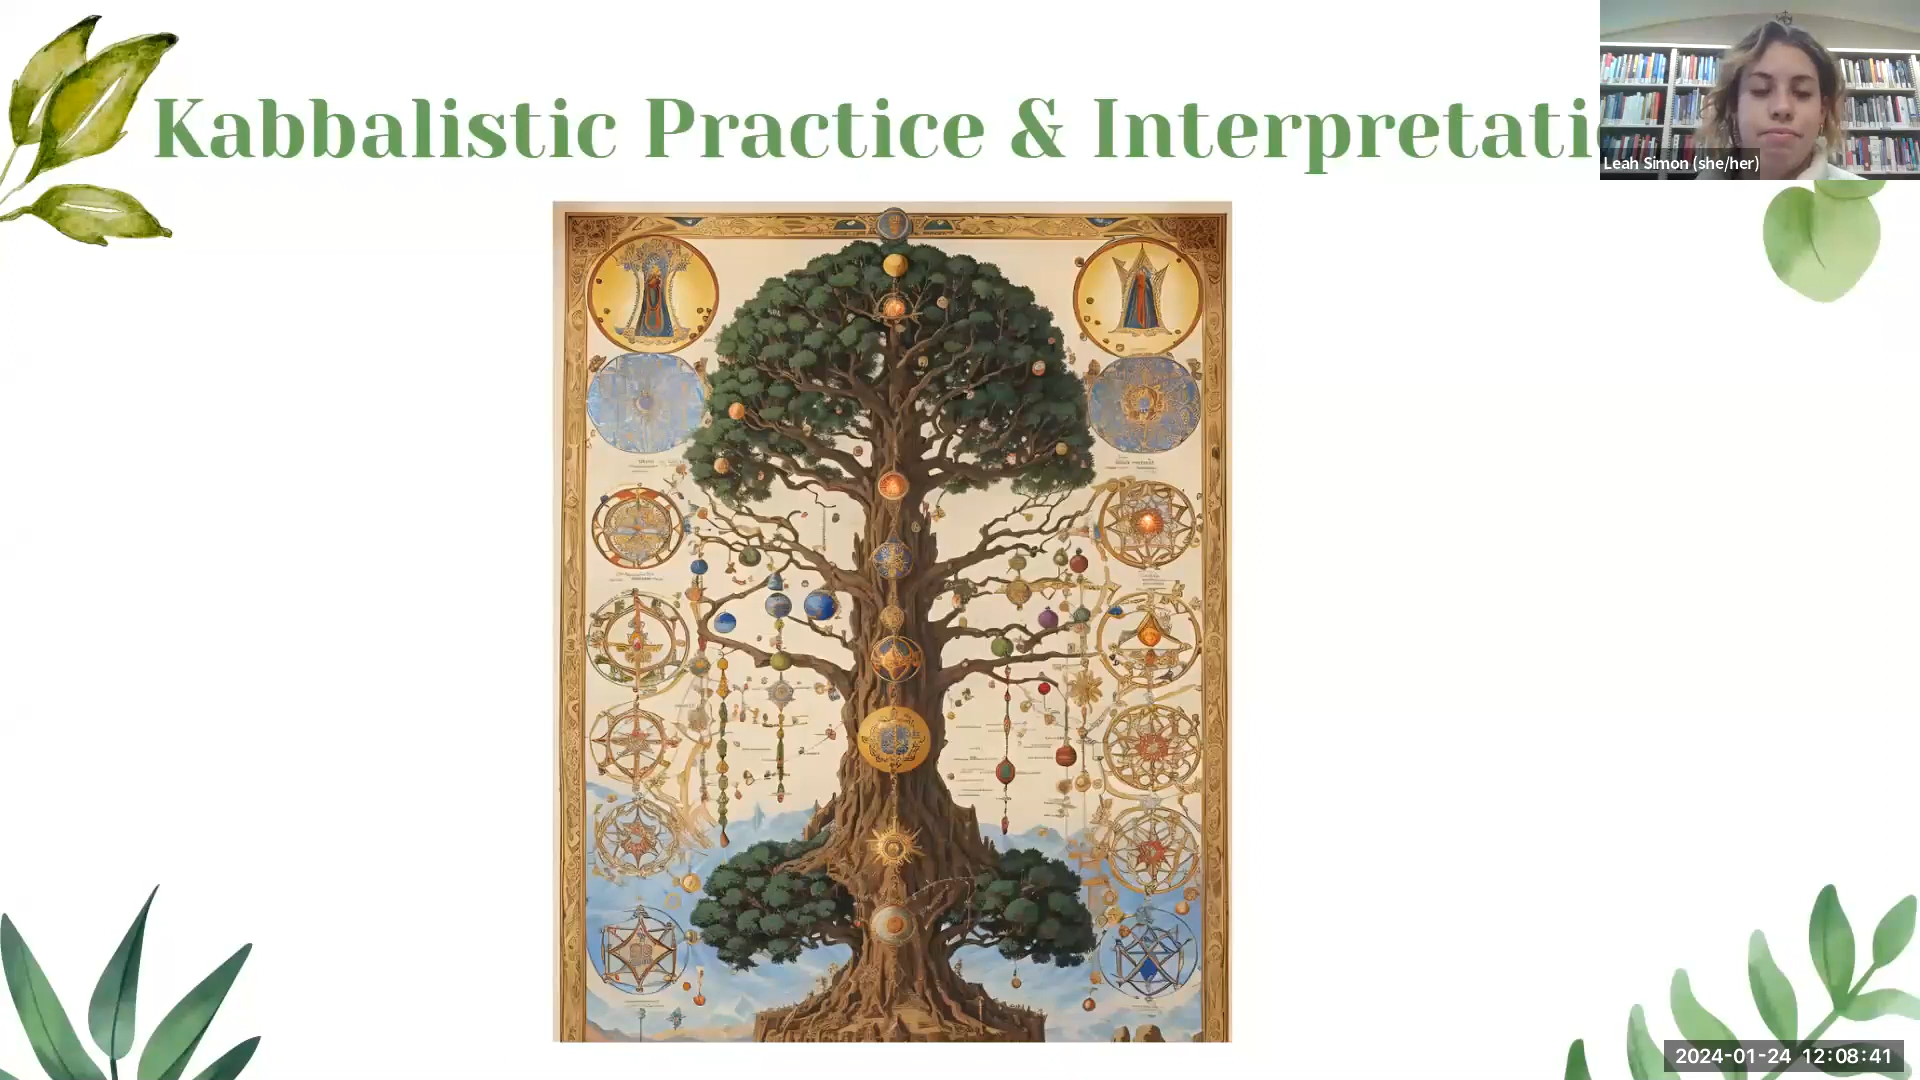 Kabbalistic Practice & Interpretati
Leah Simon (she/her)
2024-01-24 12:08:41